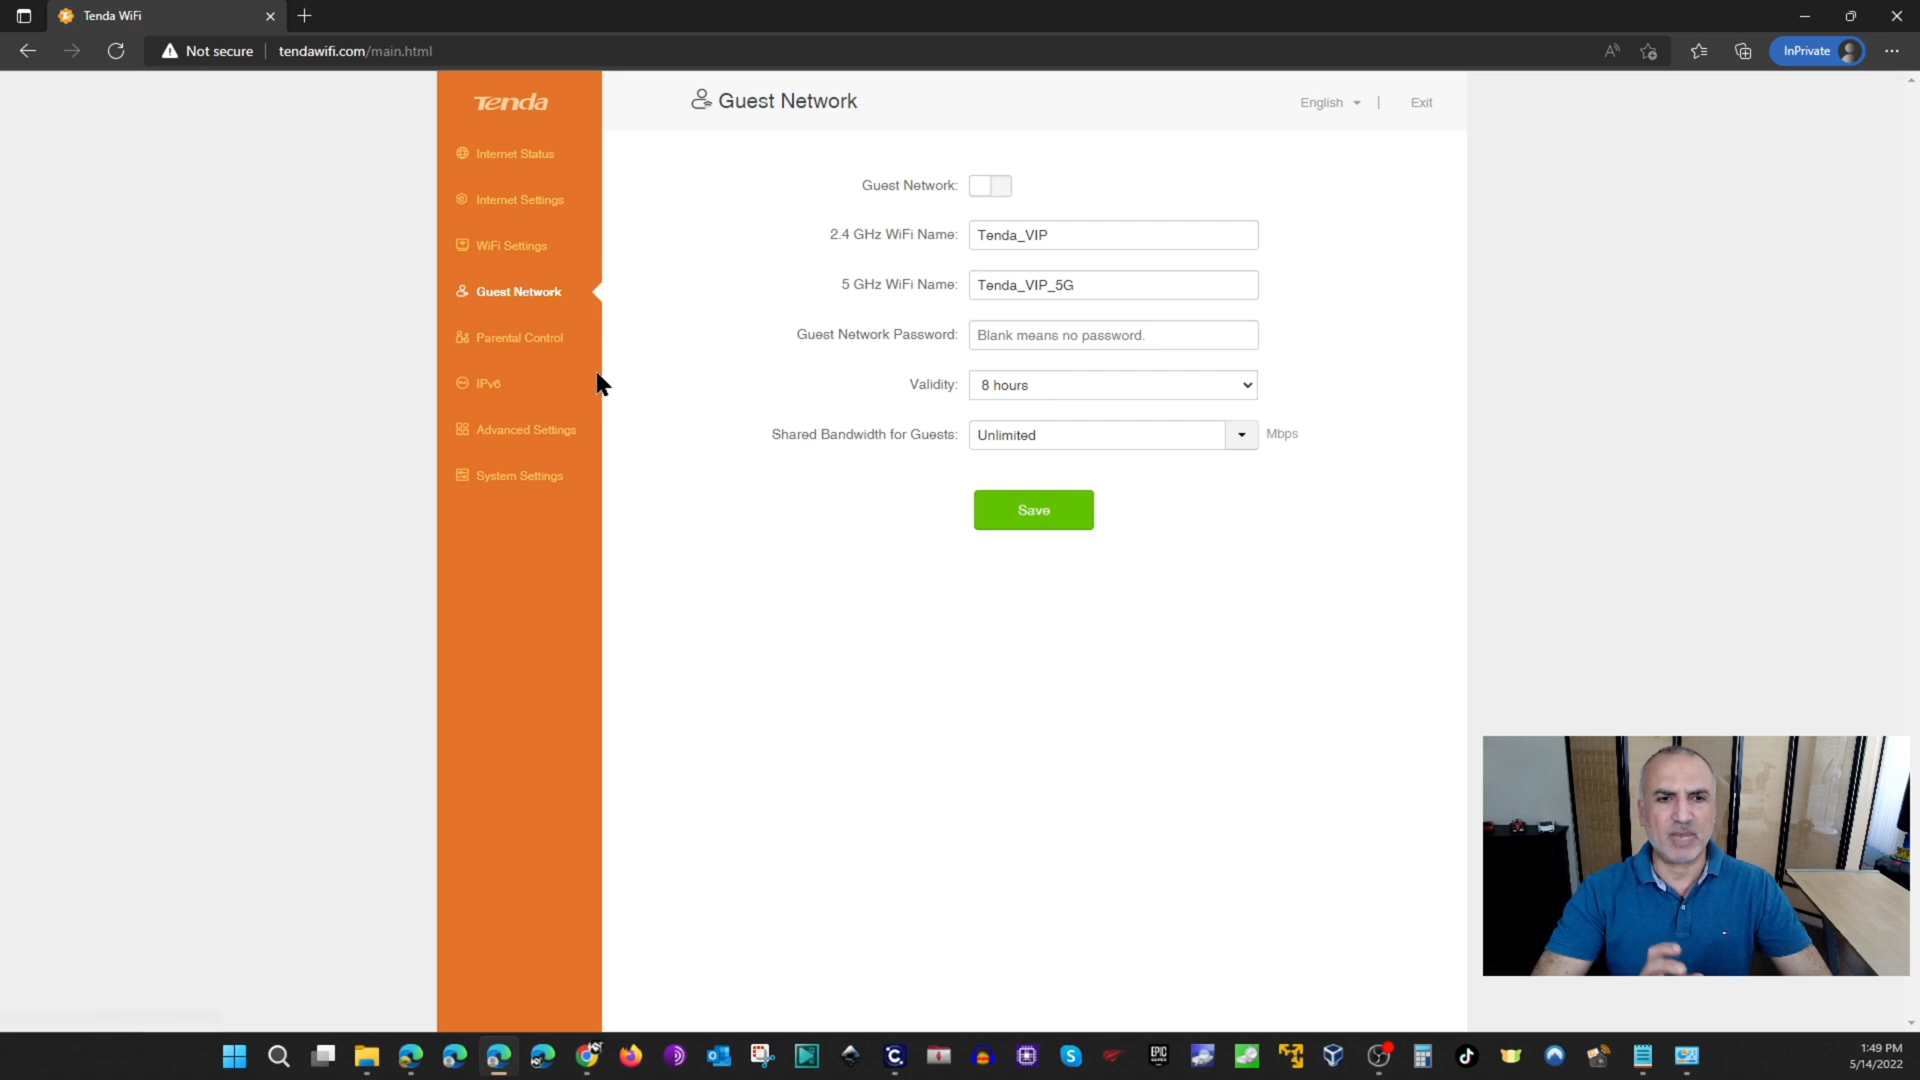 Tenda WiFi
Not secure
tendawifi.com/main.html
InPrivate
Tenda
Guest Network
English
|
Exit
Internet Status
Internet Settings
WiFi Settings
Guest Network
Parental Control
IPv6
Advanced Settings
System Settings
Guest Network:
2.4 GHz WiFi Name: Tenda_VIP
5 GHz WiFi Name: Tenda_VIP_5G
Guest Network Password: Blank means no password.
Validity: 8 hours
Shared Bandwidth for Guests: Unlimited Mbps
Save
EPIC
1:49 PM
5/14/2022